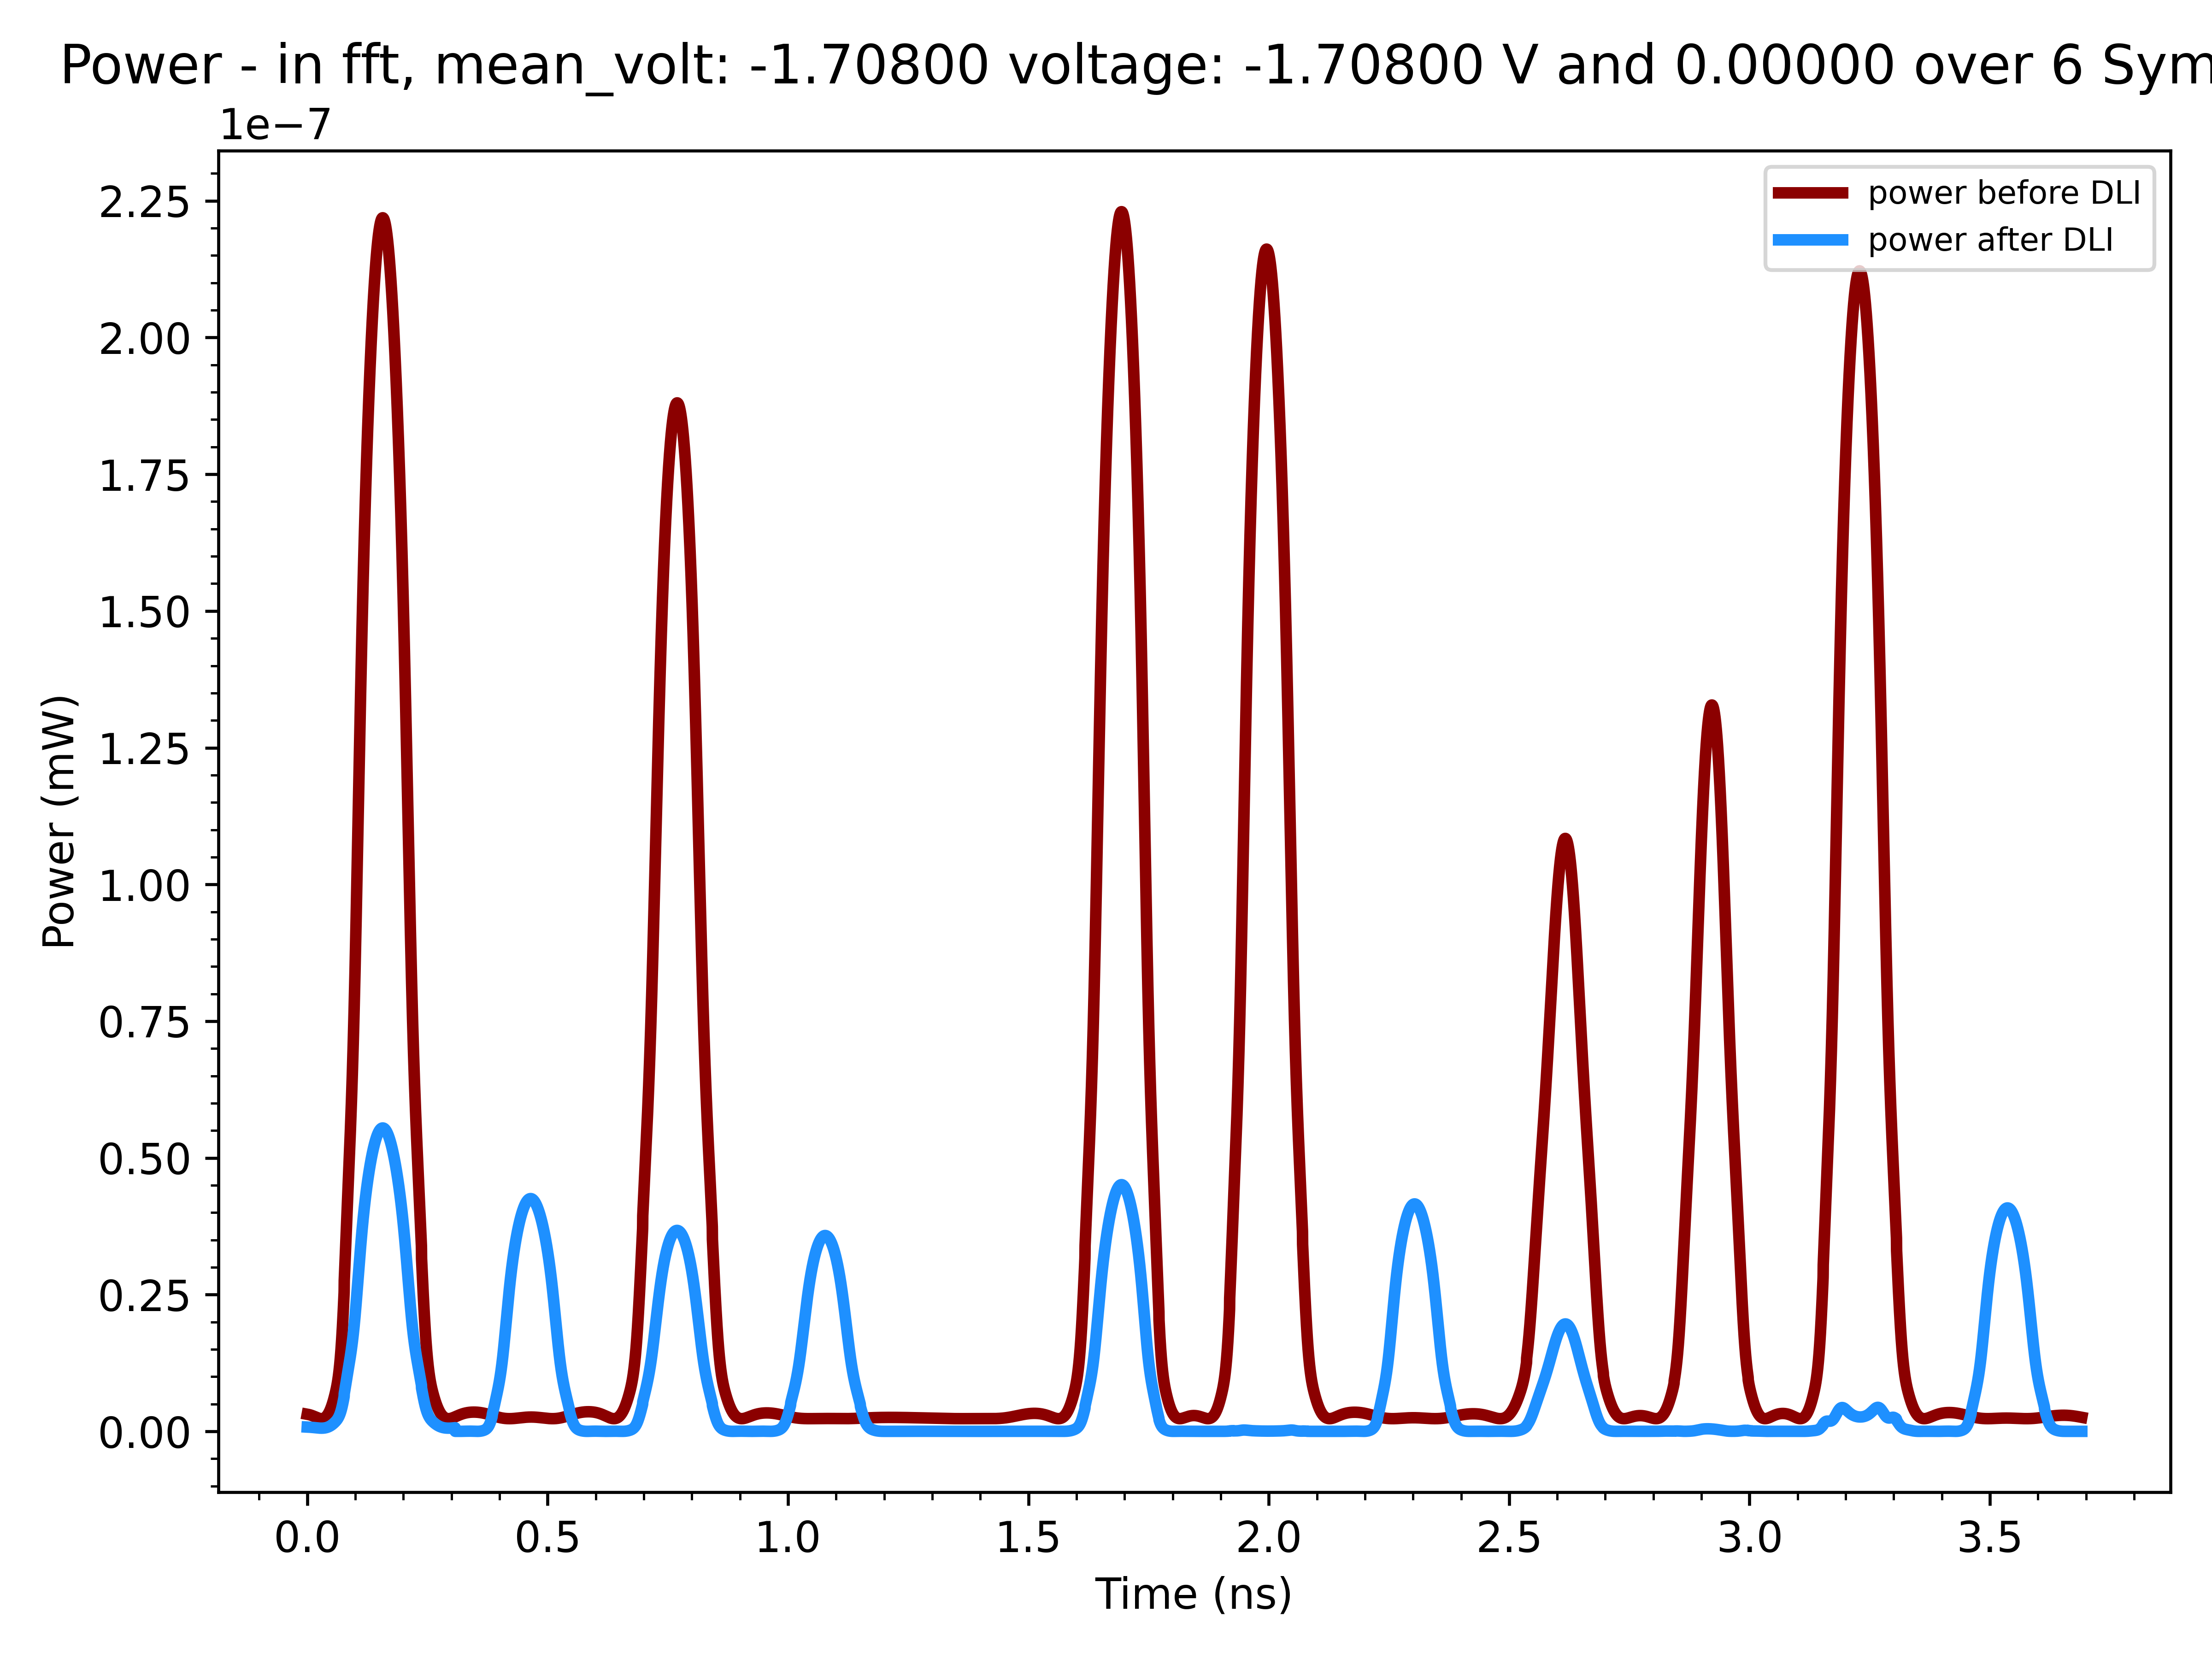 Power - in fft, mean_volt: -1.70800 voltage: -1.70800 V and 0.00000 over 6 Sym
1e−7
power before DLI
power after DLI
2.25
2.00
1.75
1.50
1.25
1.00
0.75
0.50
0.25
0.00
Power (mW)
0.0 0.5 1.0 1.5 2.0 2.5 3.0 3.5
Time (ns)